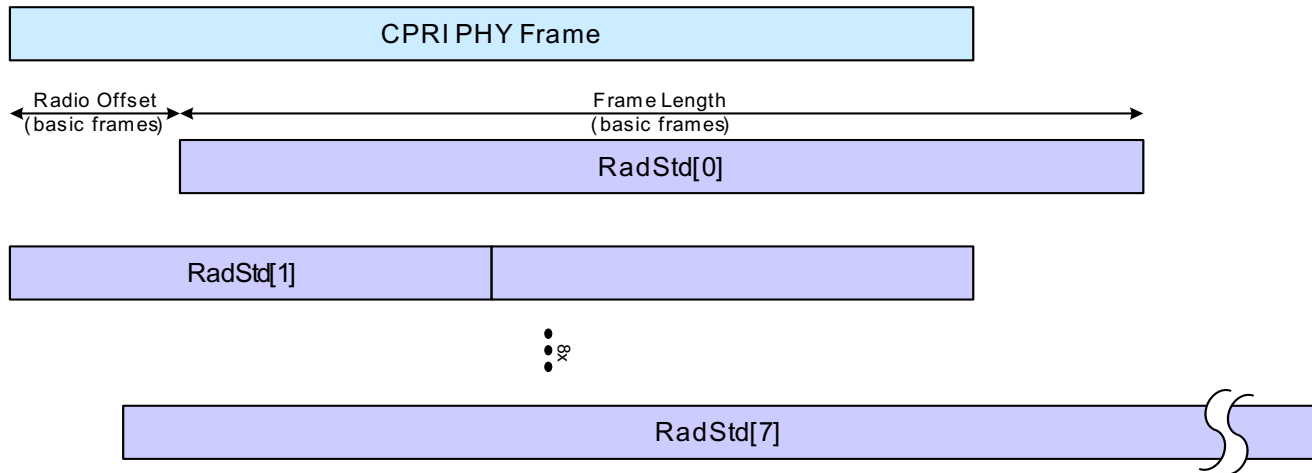 CPRI PHY Frame
Radio Offset
(basic frames)
Frame Length
(basic frames)
RadStd[0]
RadStd[1]
8x
RadStd[7]